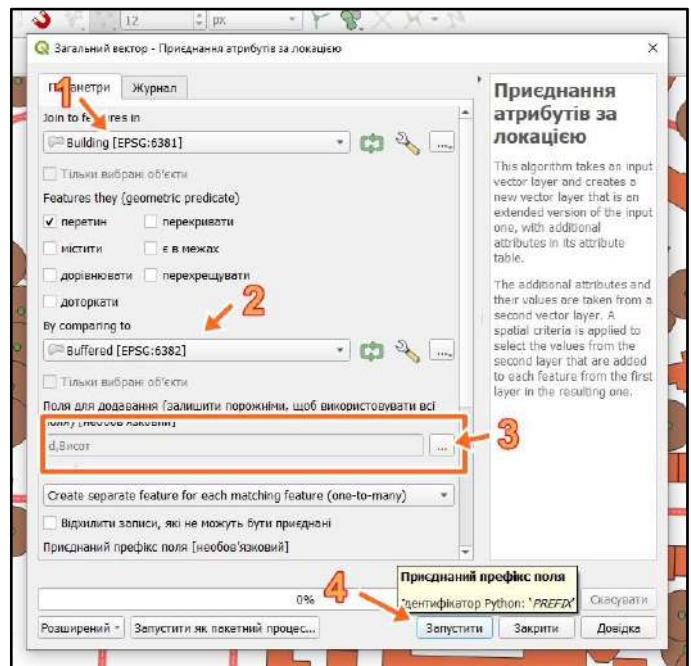 12
px
Загальний вектор - Приєднання атрибутів за локацією
Параметри
Журнал
1
Join to features in
Building [EPSG:6381]
Тільки вибрані об'єкти
Features they (geometric predicate)
перетин
перекривати
містити
є в межах
дорівнювати
перехрещувати
доторкати
2
By comparing to
Buffered [EPSG:6382]
Тільки вибрані об'єкти
Поля для додавання (залишити порожніми, щоб використовувати всі
поля) [необов'язковий]
d,Висот
...
3
Create separate feature for each matching feature (one-to-many)
Відхилити записи, які не можуть бути приєднані
Приєднаний префікс поля [необов'язковий]
Приєднання
атрибутів за
локацією
This algorithm takes an input
vector layer and creates a
new vector layer that is an
extended version of the input
one, with additional
attributes in its attribute
table.
The additional attributes and
their values are taken from a
second vector layer. A
spatial criteria is applied to
select the values from the
second layer that are added
to each feature from the first
layer in the resulting one.
4
Приєднаний префікс поля
Ідентифікатор Python: 'PREFIX'
0%
Скасувати
Розширений
Запустити як пакетний процес...
Запустити
Закрити
Довідка